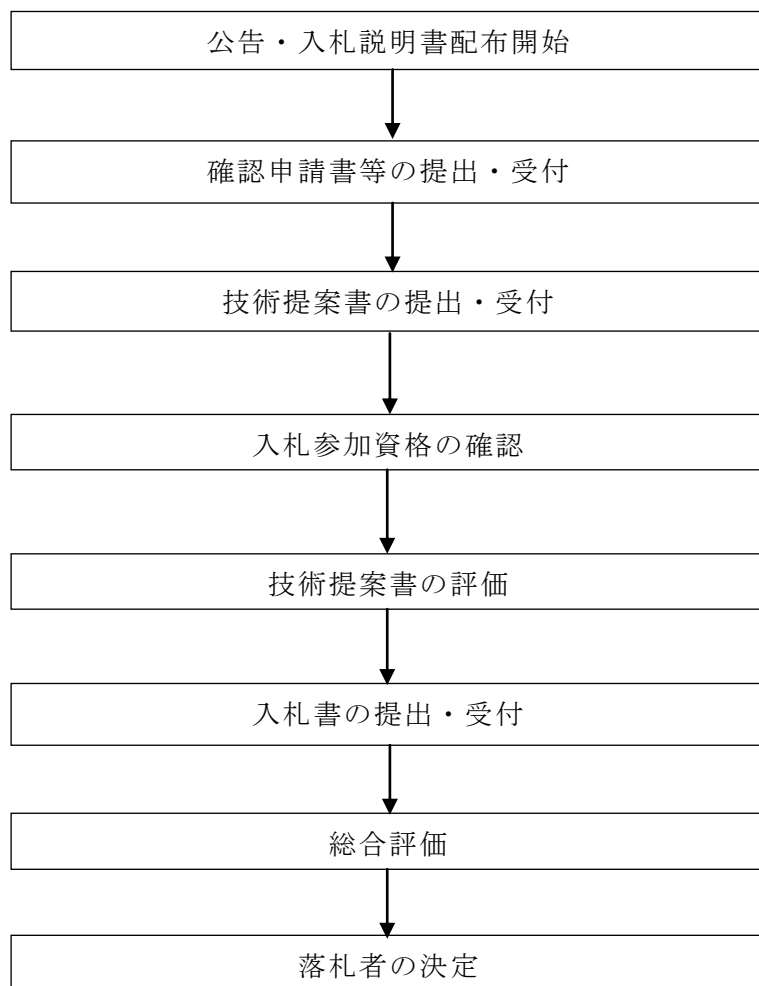 公告・入札説明書配布開始
確認申請書等の提出・受付
技術提案書の提出・受付
入札参加資格の確認
技術提案書の評価
入札書の提出・受付
総合評価
落札者の決定